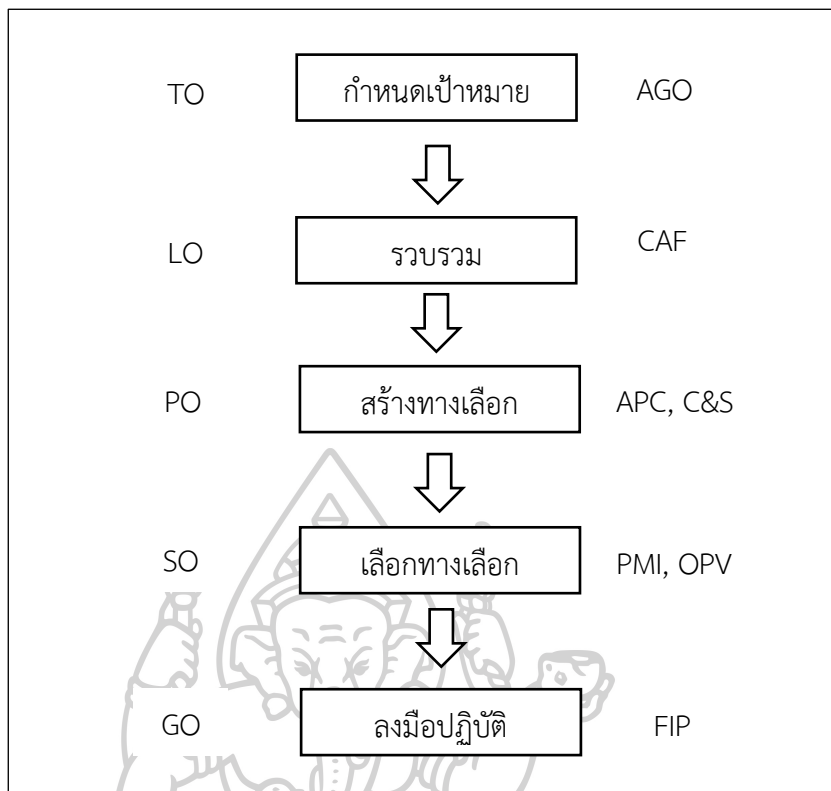 TO กำหนดเป้าหมาย AGO
LO รวบรวม CAF
PO สร้างทางเลือก APC, C&S
SO เลือกทางเลือก PMI, OPV
GO ลงมือปฏิบัติ FIP